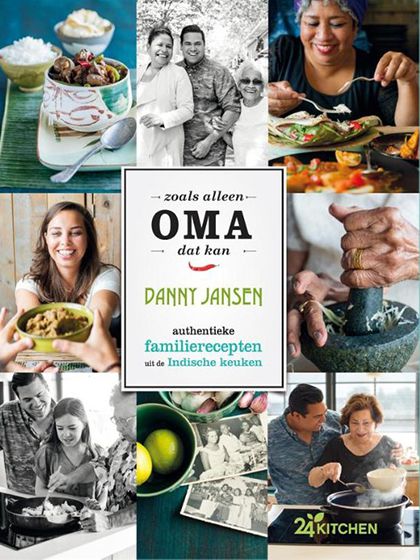 zoals alleen
OMA
dat kan
DANNY JANSEN
authentieke
familierecepten
uit de Indische keuken
24KITCHEN